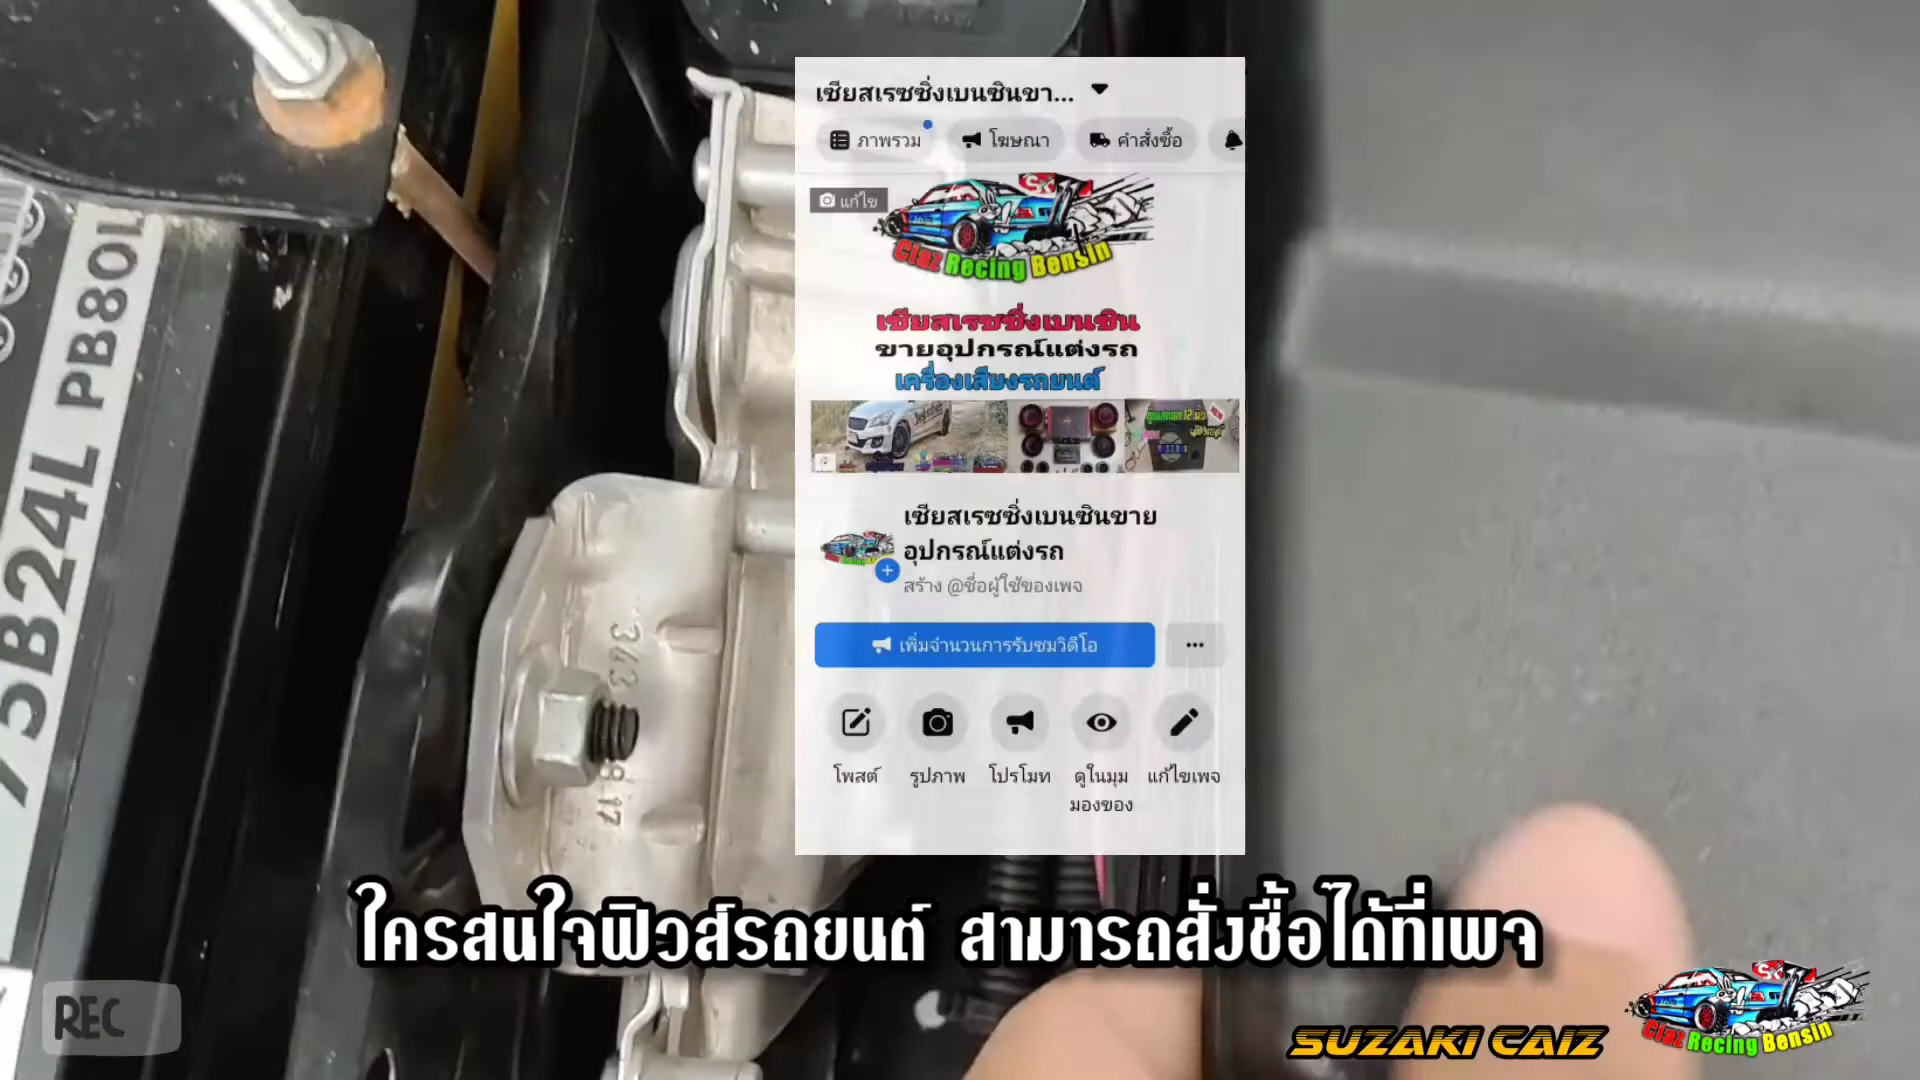 เซียสเรซซิ่งเบนซินขา...
ภาพรวม
โฆษณา
คำสั่งซื้อ
แก้ไข
SK
Ciaz Recing Bensin
เซียสเรซซิ่งเบนซิน
ขายอุปกรณ์แต่งรถ
เครื่องเสียงรถยนต์
เซียสเรซซิ่งเบนซินขาย
อุปกรณ์แต่งรถ
สร้าง @ชื่อผู้ใช้ของเพจ
เพิ่มจำนวนการรับชมวิดีโอ
โพสต์
รูปภาพ
โปรโมท
ดูในมุม
มองของ
แก้ไขเพจ
75B24L PB80L
343
17
ใครสนใจฟิวส์รถยนต์ สามารถสั่งซื้อได้ที่เพจ
REC
SUZAKI CAIZ
SK
Ciaz Recing Bensin